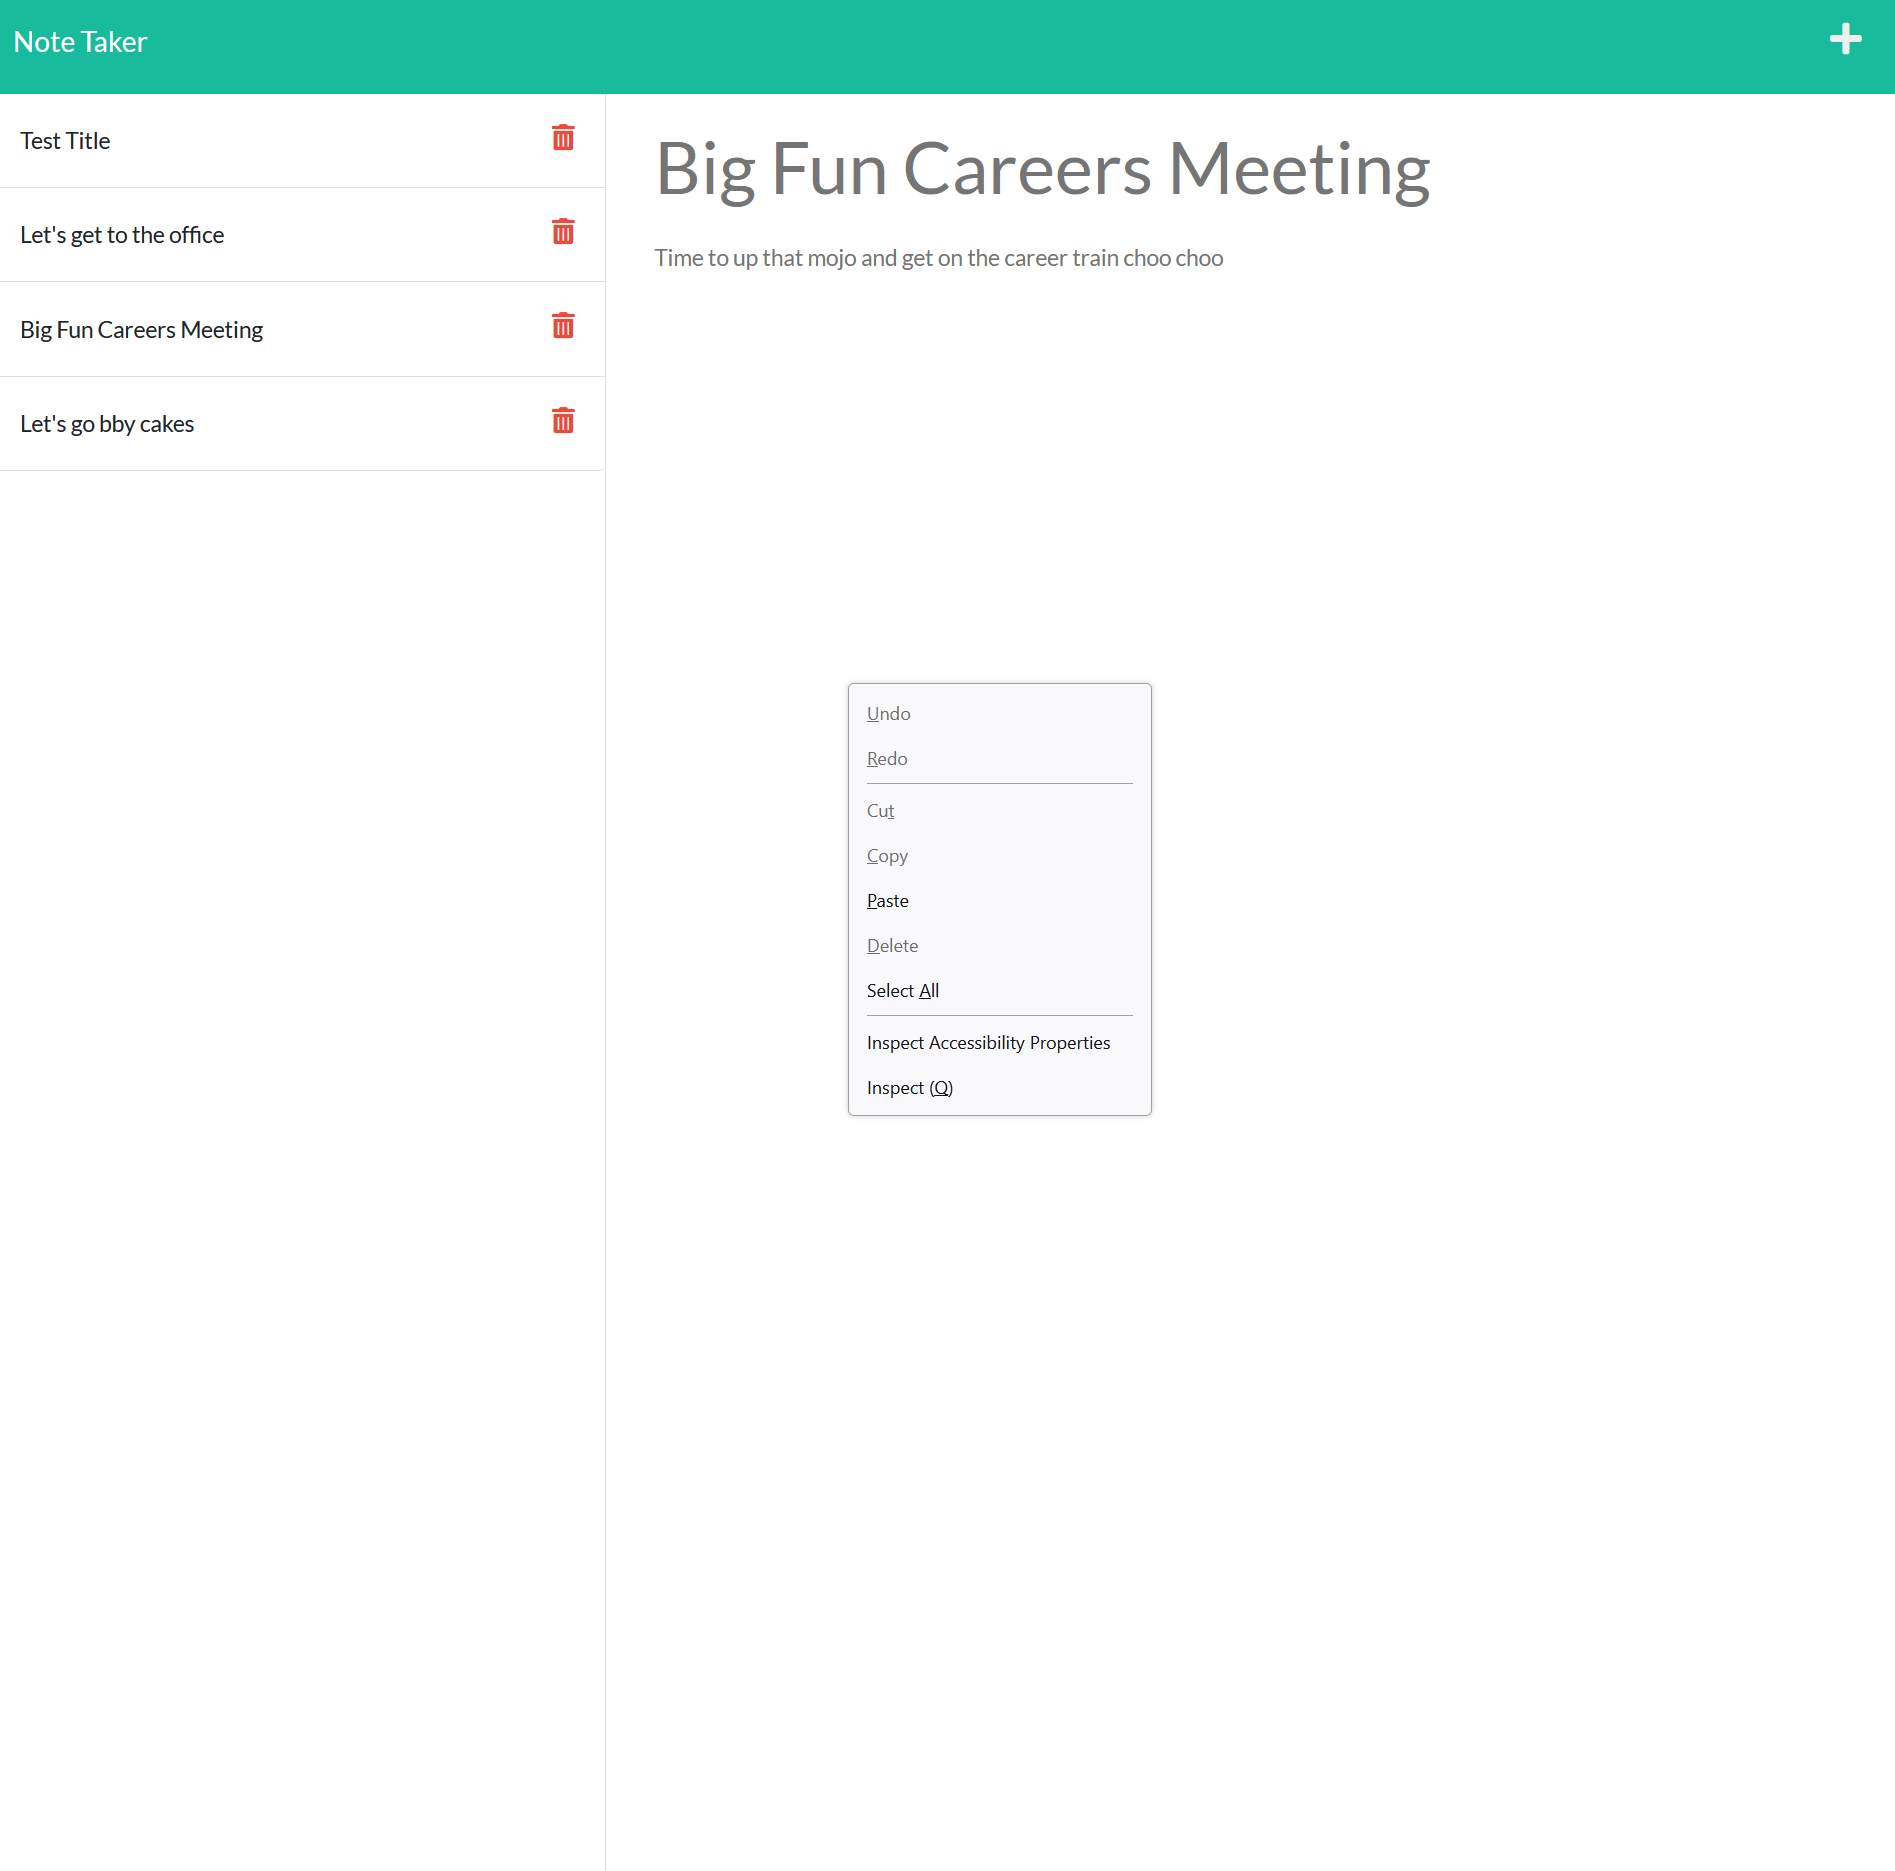 Note Taker
Test Title
Let's get to the office
Big Fun Careers Meeting
Let's go bby cakes
Big Fun Careers Meeting
Time to up that mojo and get on the career train choo choo
Undo
Redo
Cut
Copy
Paste
Delete
Select All
Inspect Accessibility Properties
Inspect (Q)